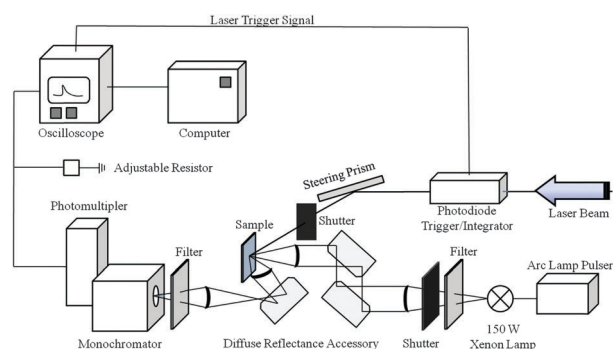 Laser Trigger Signal
Oscilloscope
Computer
Adjustable Resistor
Steering Prism
Photomultipler
Sample
Shutter
Photodiode
Trigger/Integrator
Laser Beam
Filter
Filter
Arc Lamp Pulser
Monochromator
Diffuse Reflectance Accessory
Shutter
150 W
Xenon Lamp